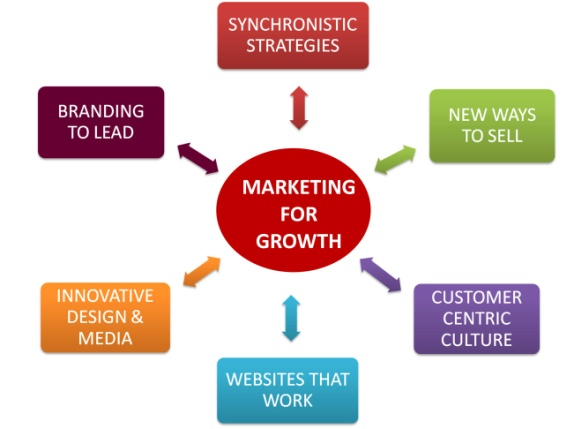 SYNCHRONISTIC
STRATEGIES
BRANDING
TO LEAD
NEW WAYS
TO SELL
MARKETING
FOR
GROWTH
INNOVATIVE
DESIGN &
MEDIA
CUSTOMER
CENTRIC
CULTURE
WEBSITES THAT
WORK